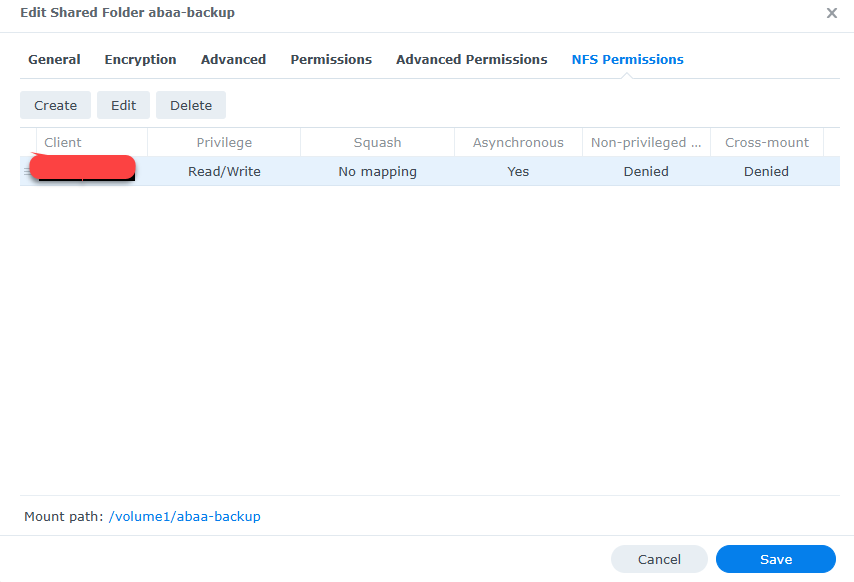 Edit Shared Folder abaa-backup
General Encryption Advanced Permissions Advanced Permissions NFS Permissions
Create Edit Delete
Client Privilege Squash Asynchronous Non-privileged ... Cross-mount
Read/Write No mapping Yes Denied Denied
Mount path: /volume1/abaa-backup
Cancel Save